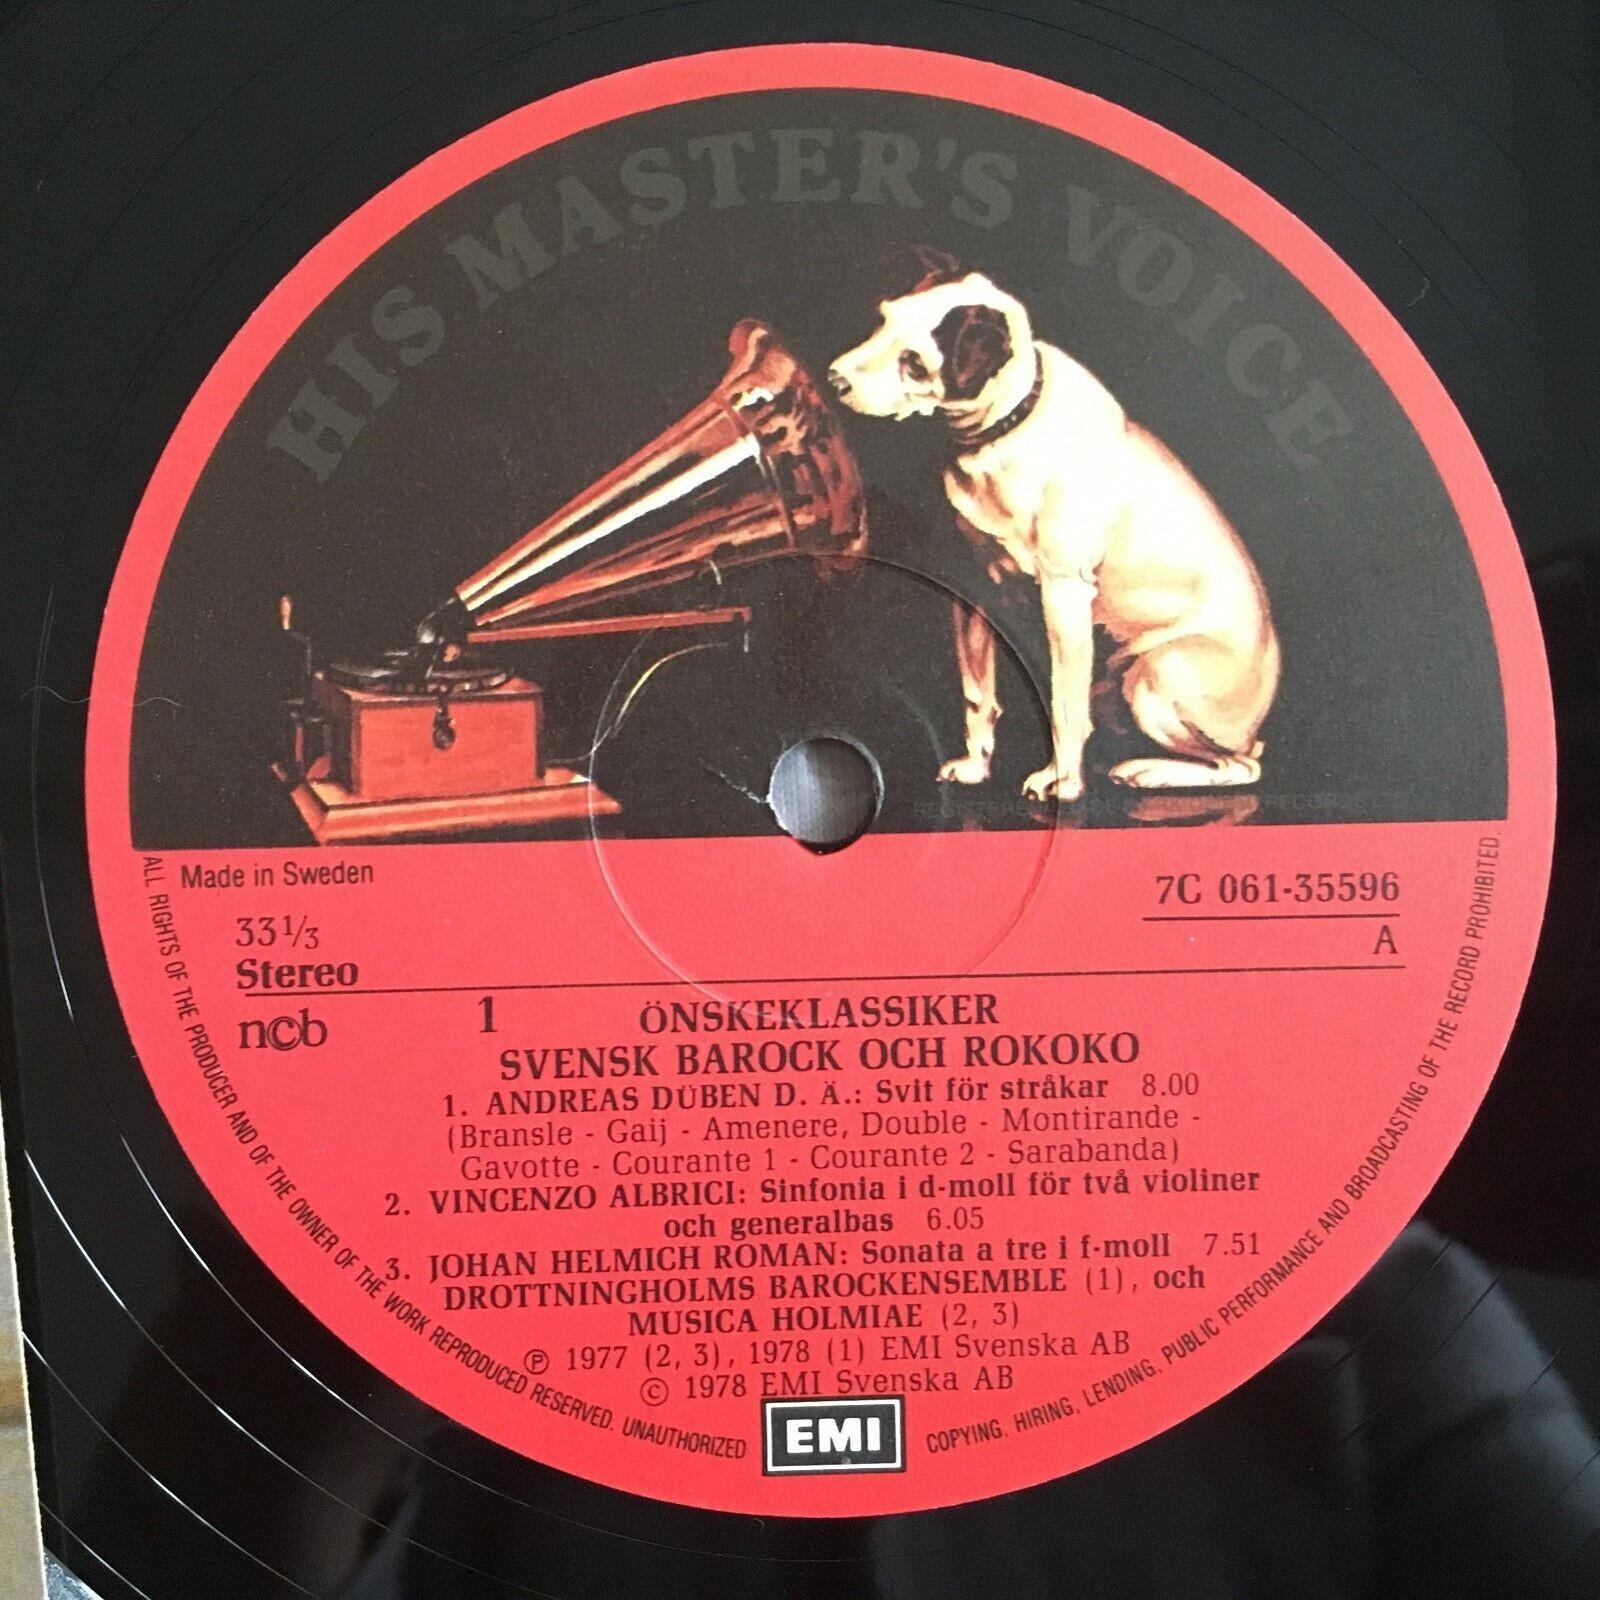 HIS MASTER'S VOICE
Made in Sweden
33 1/3
Stereo
ncb
7C 061-35596
A
1 ÖNSKEKLASSIKER
SVENSK BAROCK OCH ROKOKO
1. ANDREAS DÜBEN D. Ä.: Svit för stråkar 8.00
(Bransle - Gaij - Amenere, Double - Montirande -
Gavotte - Courante 1 - Courante 2 - Sarabanda)
2. VINCENZO ALBRICI: Sinfonia i d-moll för två violiner
och generalbas 6.05
3. JOHAN HELMICH ROMAN: Sonata a tre i f-moll 7.51
DROTTNINGHOLMS BAROCKENSEMBLE (1), och
MUSICA HOLMIAE (2, 3)
℗ 1977 (2, 3), 1978 (1) EMI Svenska AB
© 1978 EMI Svenska AB
EMI
ALL RIGHTS OF THE PRODUCER AND OF THE OWNER OF THE WORK REPRODUCED RESERVED. UNAUTHORIZED COPYING, HIRING, LENDING, PUBLIC PERFORMANCE AND BROADCASTING OF THE RECORD PROHIBITED.